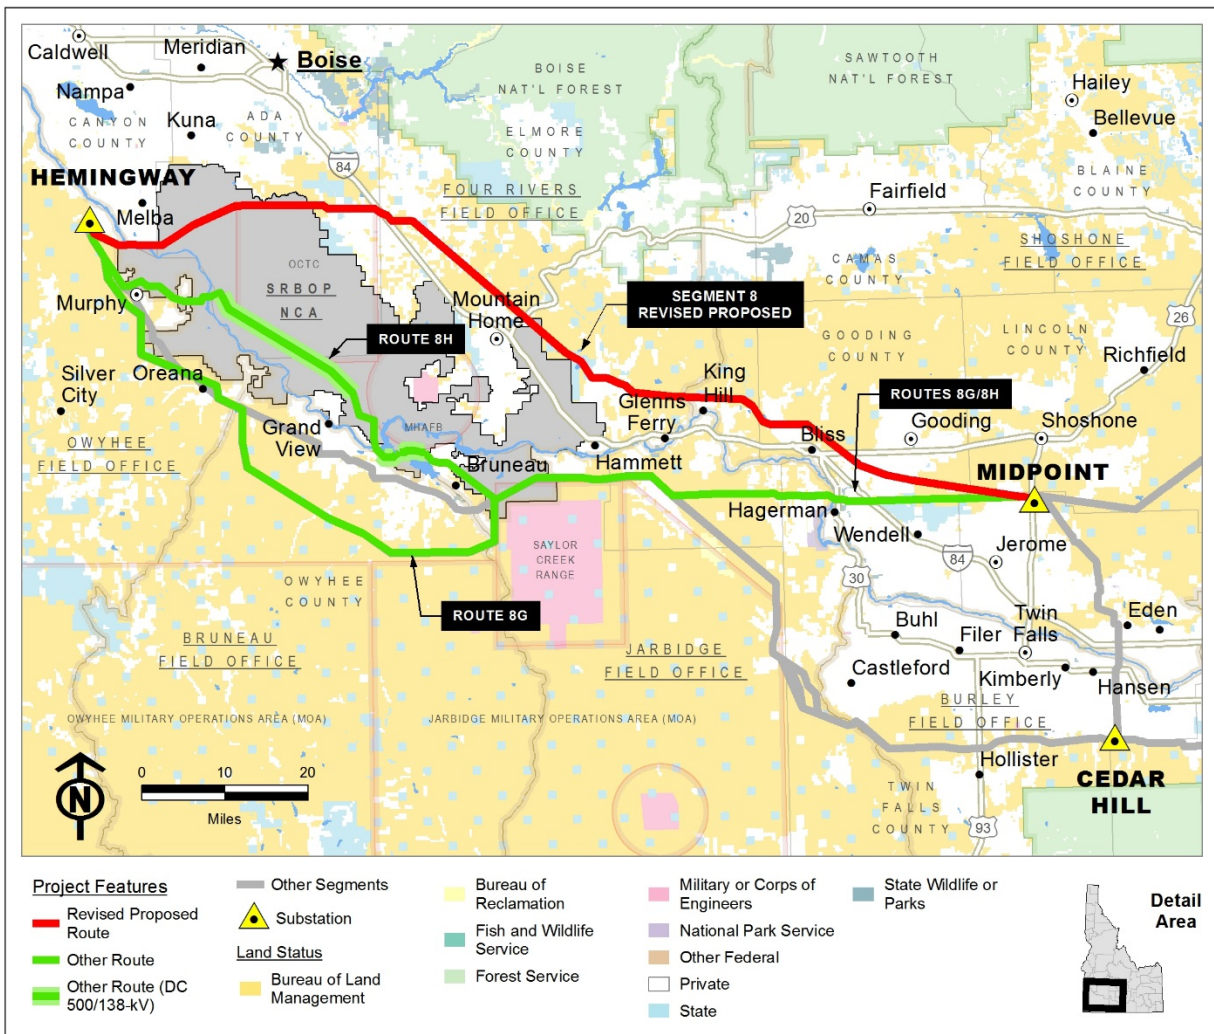 Caldwell
Meridian
Boise
BOISE
NAT'L FOREST
SAWTOOTH
NAT'L FOREST
Hailey
Nampa
CANYON
COUNTY
ADA
COUNTY
Kuna
ELMORE
COUNTY
Bellevue
84
BLAINE
COUNTY
HEMINGWAY
Melba
FOUR RIVERS
FIELD OFFICE
Fairfield
20
SHOSHONE
FIELD OFFICE
CAMAS
COUNTY
OCTC
SRBOP
NCA
Murphy
Mountain
Home
SEGMENT 8
REVISED PROPOSED
GOODING
COUNTY
LINCOLN
COUNTY
26
ROUTE 8H
Richfield
Silver
City
Oreana
King
Hill
ROUTES 8G/8H
Glenns
Ferry
Gooding
Shoshone
Grand
View
MHAFB
OWYHEE
FIELD OFFICE
Bliss
Hammett
Bruneau
MIDPOINT
Hagerman
Wendell
SAYLOR
CREEK
RANGE
84
Jerome
OWYHEE
COUNTY
30
ROUTE 8G
Buhl
Filer
Twin
Falls
Eden
BRUNEAU
FIELD OFFICE
JARBIDGE
FIELD OFFICE
Castleford
Kimberly
Hansen
BURLEY
FIELD OFFICE
OWYHEE MILITARY OPERATIONS AREA (MOA)
JARBIDGE MILITARY OPERATIONS AREA (MOA)
Hollister
CEDAR
HILL
TWIN
FALLS
COUNTY
93
N
0 10 20
Miles
Project Features
Revised Proposed
Route
Other Route
Other Route (DC
500/138-kV)
Other Segments
Substation
Land Status
Bureau of Land
Management
Bureau of
Reclamation
Fish and Wildlife
Service
Forest Service
Military or Corps of
Engineers
National Park Service
Other Federal
Private
State
State Wildlife or
Parks
Detail
Area